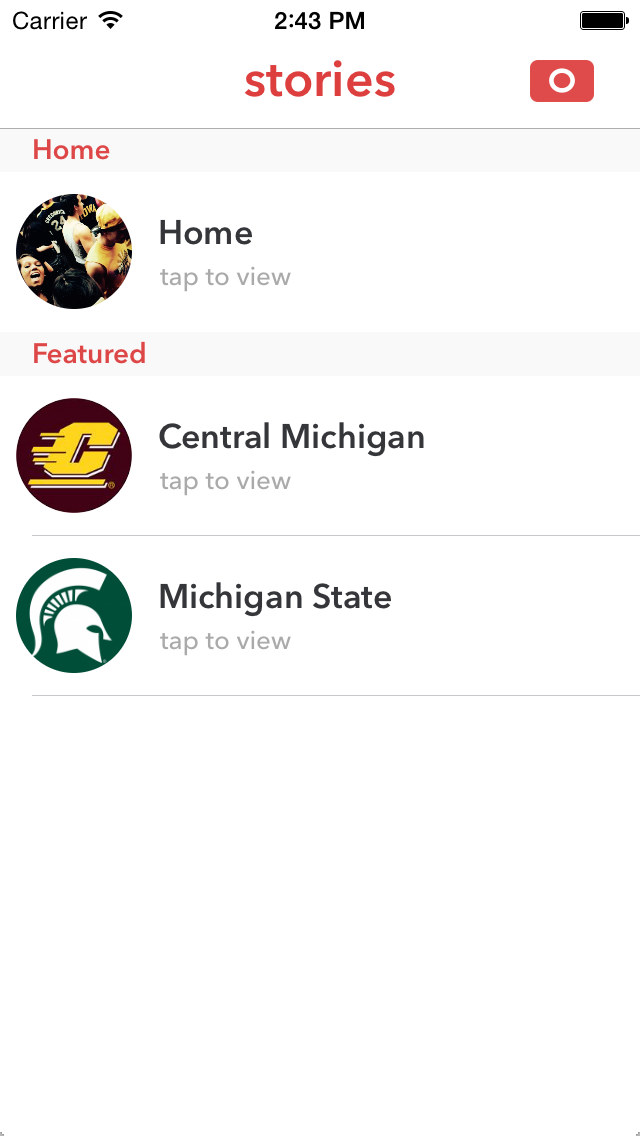 Carrier 2:43 PM
stories
Home
Home
tap to view
Featured
Central Michigan
tap to view
Michigan State
tap to view